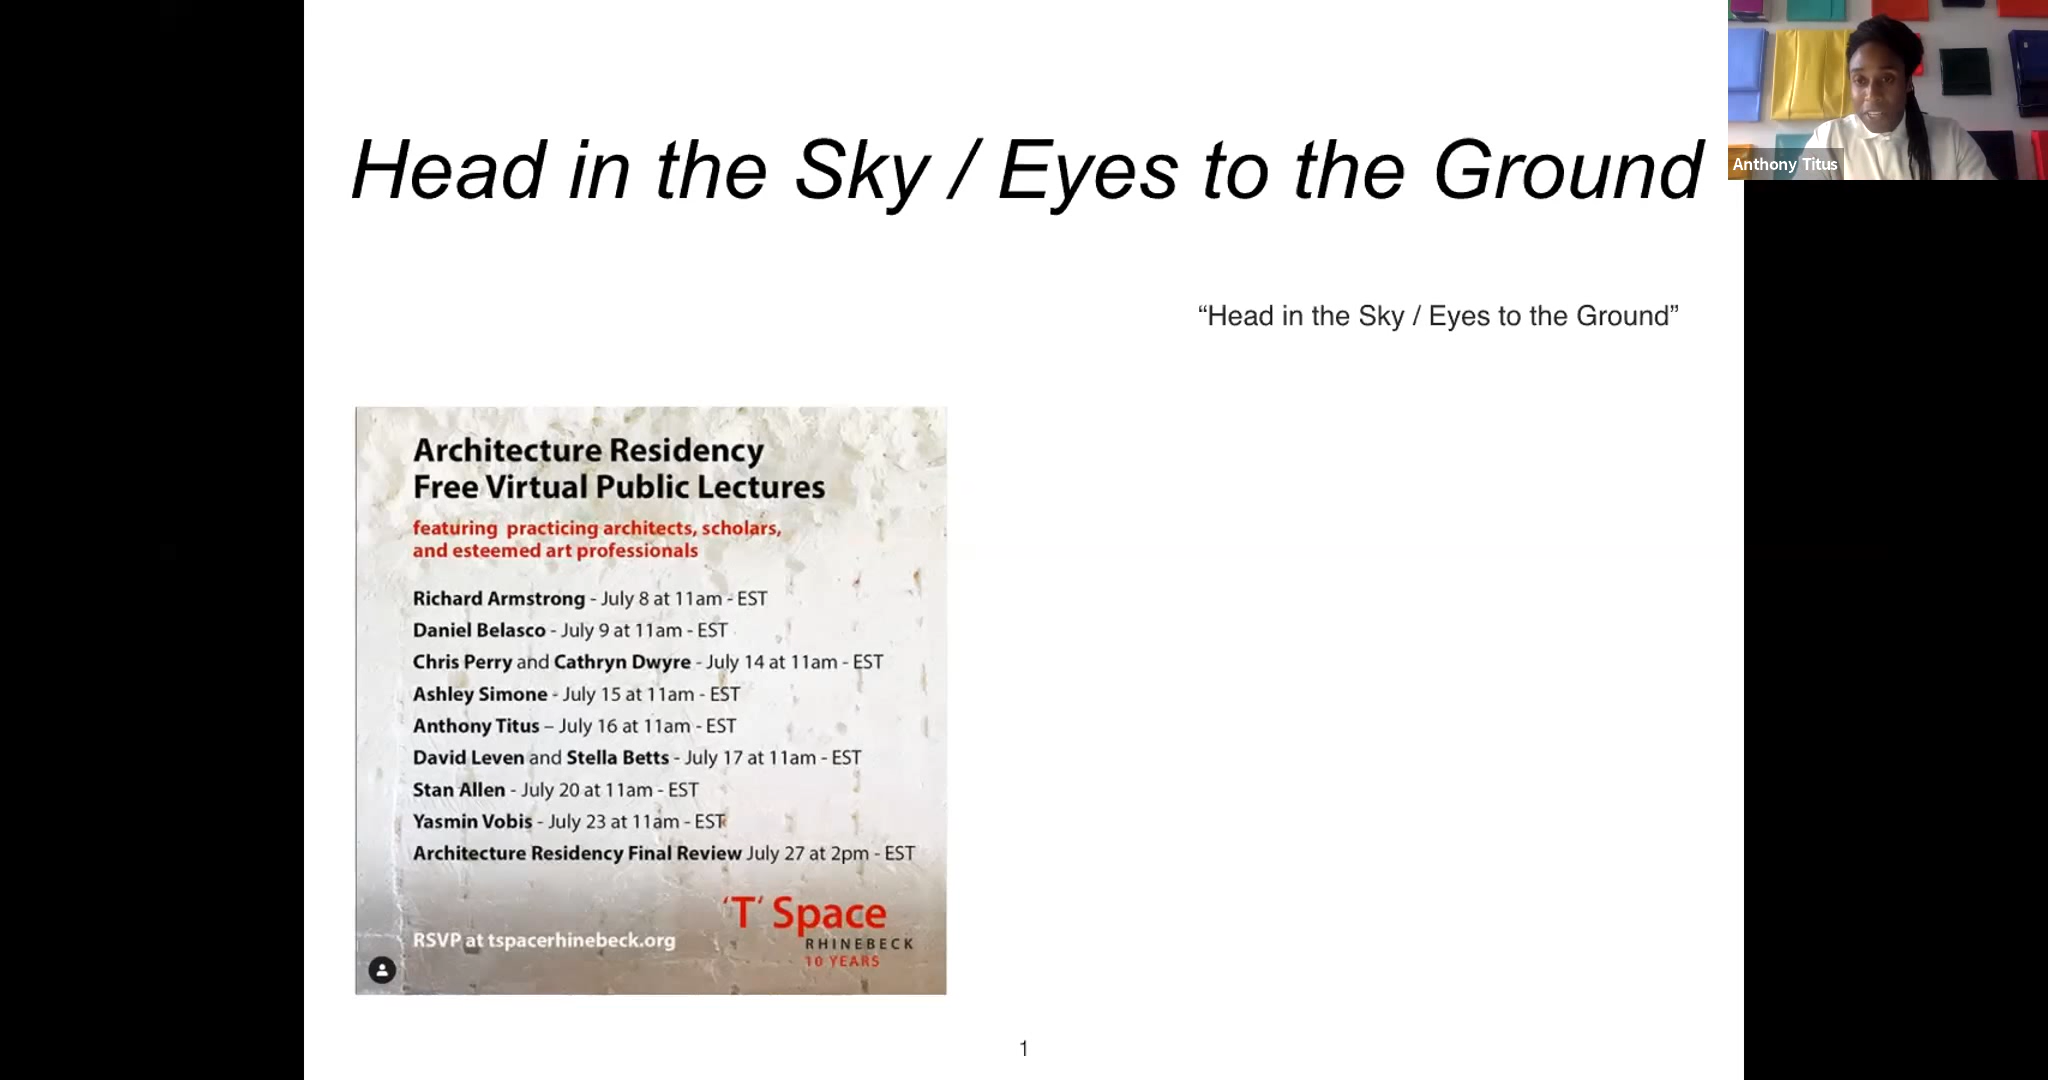 Head in the Sky / Eyes to the Ground
Anthony Titus
“Head in the Sky / Eyes to the Ground”
Architecture Residency
Free Virtual Public Lectures
featuring practicing architects, scholars,
and esteemed art professionals
Richard Armstrong - July 8 at 11am - EST
Daniel Belasco - July 9 at 11am - EST
Chris Perry and Cathryn Dwyre - July 14 at 11am - EST
Ashley Simone - July 15 at 11am - EST
Anthony Titus – July 16 at 11am - EST
David Leven and Stella Betts - July 17 at 11am - EST
Stan Allen - July 20 at 11am - EST
Yasmin Vobis - July 23 at 11am - EST
Architecture Residency Final Review July 27 at 2pm - EST
‘T’ Space
RHINEBECK
10 YEARS
RSVP at tspacerhinebeck.org
1